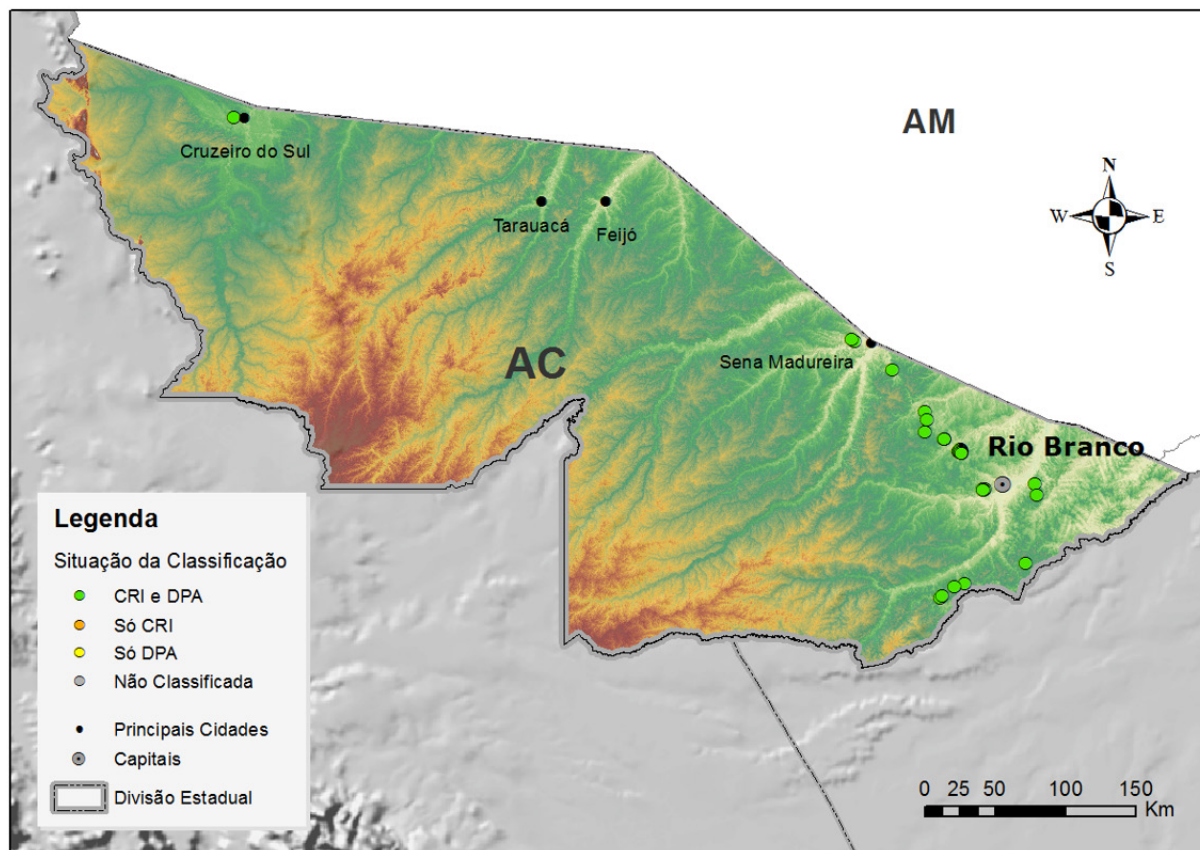 AM
N
W E
S
Cruzeiro do Sul
Tarauacá
Feijó
AC
Sena Madureira
Rio Branco
Legenda
Situação da Classificação
CRI e DPA
Só CRI
Só DPA
Não Classificada
Principais Cidades
Capitais
Divisão Estadual
0 25 50 100 150
Km